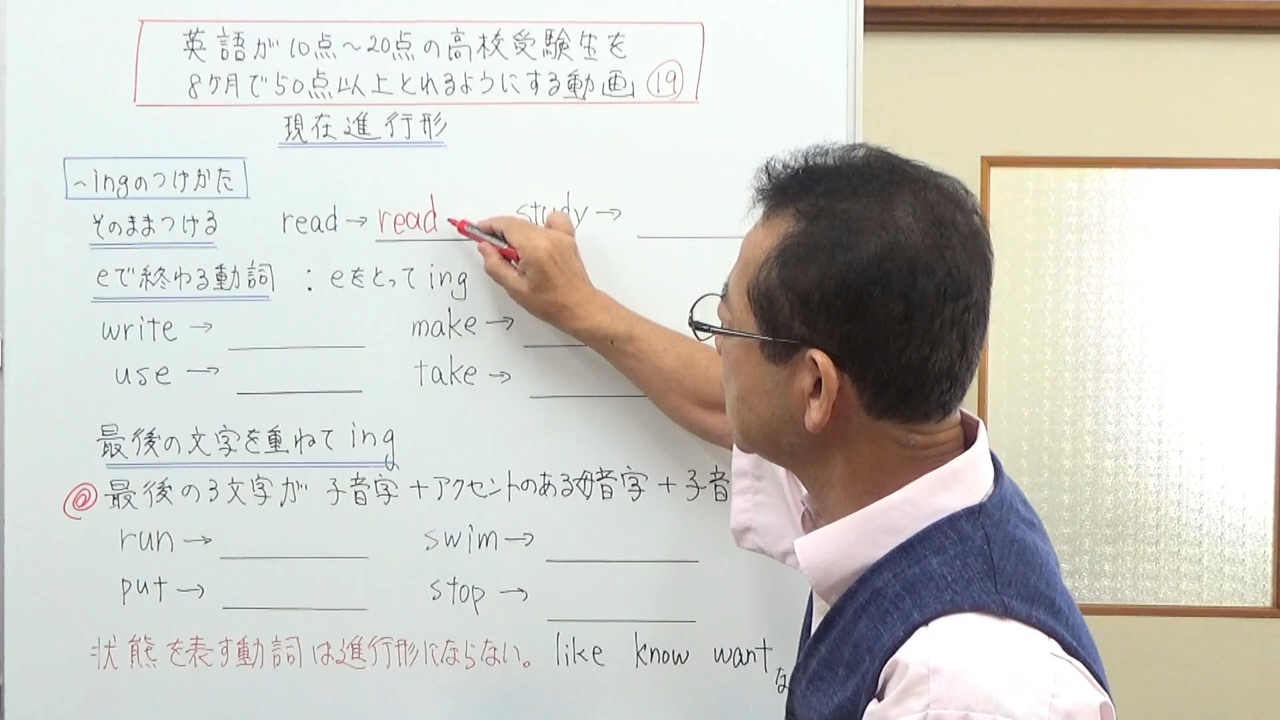 英語が10点～20点の高校受験生を
8ヶ月で50点以上とれるようにする動画 ⑲
現在進行形
～ingのつけかた
そのままつける read → read study →
eで終わる動詞 : eをとって ing
write → make →
use → take →
最後の文字を重ねて ing
@ 最後の3文字が 子音字 + アクセントのある母音字 + 子音
run → swim →
put → stop →
状態を表す動詞は進行形にならない。 like know want な